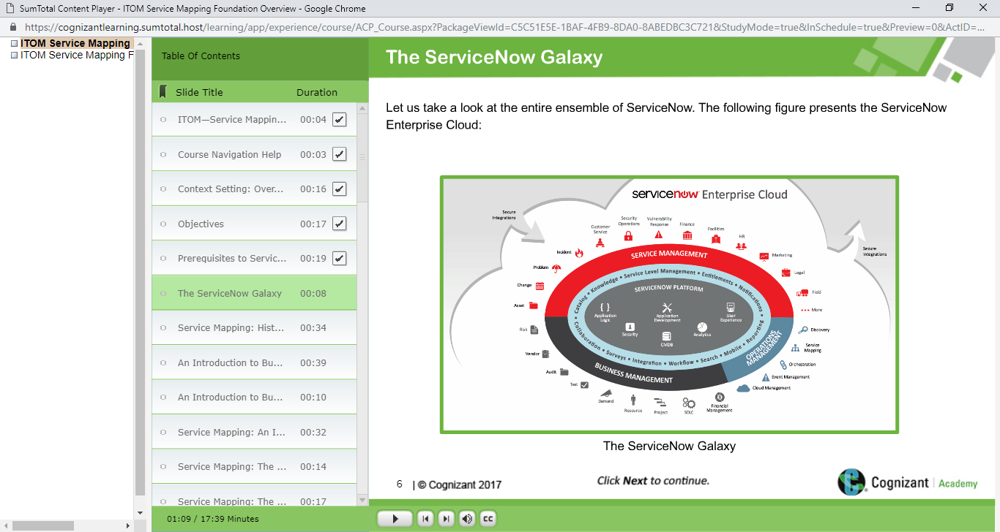 SumTotal Content Player - ITOM Service Mapping Foundation Overview - Google Chrome
https://cognizantlearning.sumtotal.host/learning/app/experience/course/ACP_Course.aspx?PackageViewId=C5C51E5E-1BAF-4FB9-8DA0-8ABEDBC3C721&StudyMode=true&InSchedule=true&Preview=0&ActID=...
ITOM Service Mapping
ITOM Service Mapping F
Table Of Contents
Slide Title Duration
ITOM—Service Mappin... 00:04
Course Navigation Help 00:03
Context Setting: Over... 00:16
Objectives 00:17
Prerequisites to Servic... 00:19
The ServiceNow Galaxy 00:08
Service Mapping: Hist... 00:34
An Introduction to Bu... 00:39
An Introduction to Bu... 00:10
Service Mapping: An I... 00:32
Service Mapping: The ... 00:14
Service Mapping: The ... 00:17
01:09 / 17:39 Minutes
The ServiceNow Galaxy
Let us take a look at the entire ensemble of ServiceNow. The following figure presents the ServiceNow
Enterprise Cloud:
servicenow Enterprise Cloud
Secure
Integrations
Customer
Service
Security
Operations
Vulnerability
Response
Finance
Facilities
HR
Marketing
Legal
Field
More
Secure
Integrations
Incident
Problem
Change
Asset
Risk
Vendor
Audit
Test
Demand
Resource
Project
SDLC
Financial
Management
Cloud Management
Event Management
Orchestration
Service
Mapping
Discovery
SERVICE MANAGEMENT
Catalog • Knowledge • Service Level Management • Entitlements • Notifications •
Collaboration • Surveys • Integration • Workflow • Search • Mobile • Reporting
SERVICENOW PLATFORM
Application
Logic
Application
Development
User
Experience
Security
CMDB
Analytics
BUSINESS MANAGEMENT
OPERATIONS
MANAGEMENT
The ServiceNow Galaxy
6 | © Cognizant 2017
Click Next to continue.
Cognizant | Academy
CC